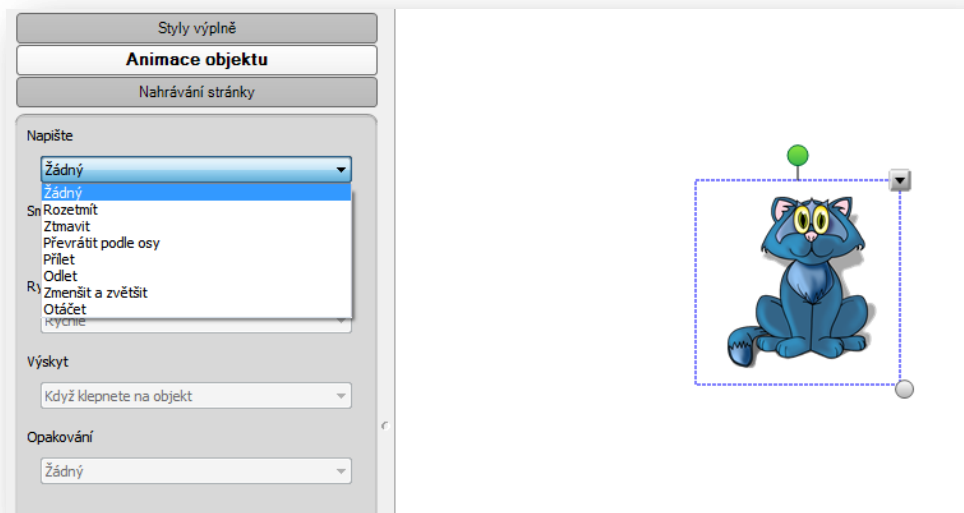 Styly výplně
Animace objektu
Nahrávání stránky
Napište
Žádný
Žádný
Rozetmít
Ztmavit
Převrátit podle osy
Přílet
Odlet
Zmenšit a zvětšit
Otáčet
Rychle
Výskyt
Když klepnete na objekt
Opakování
Žádný